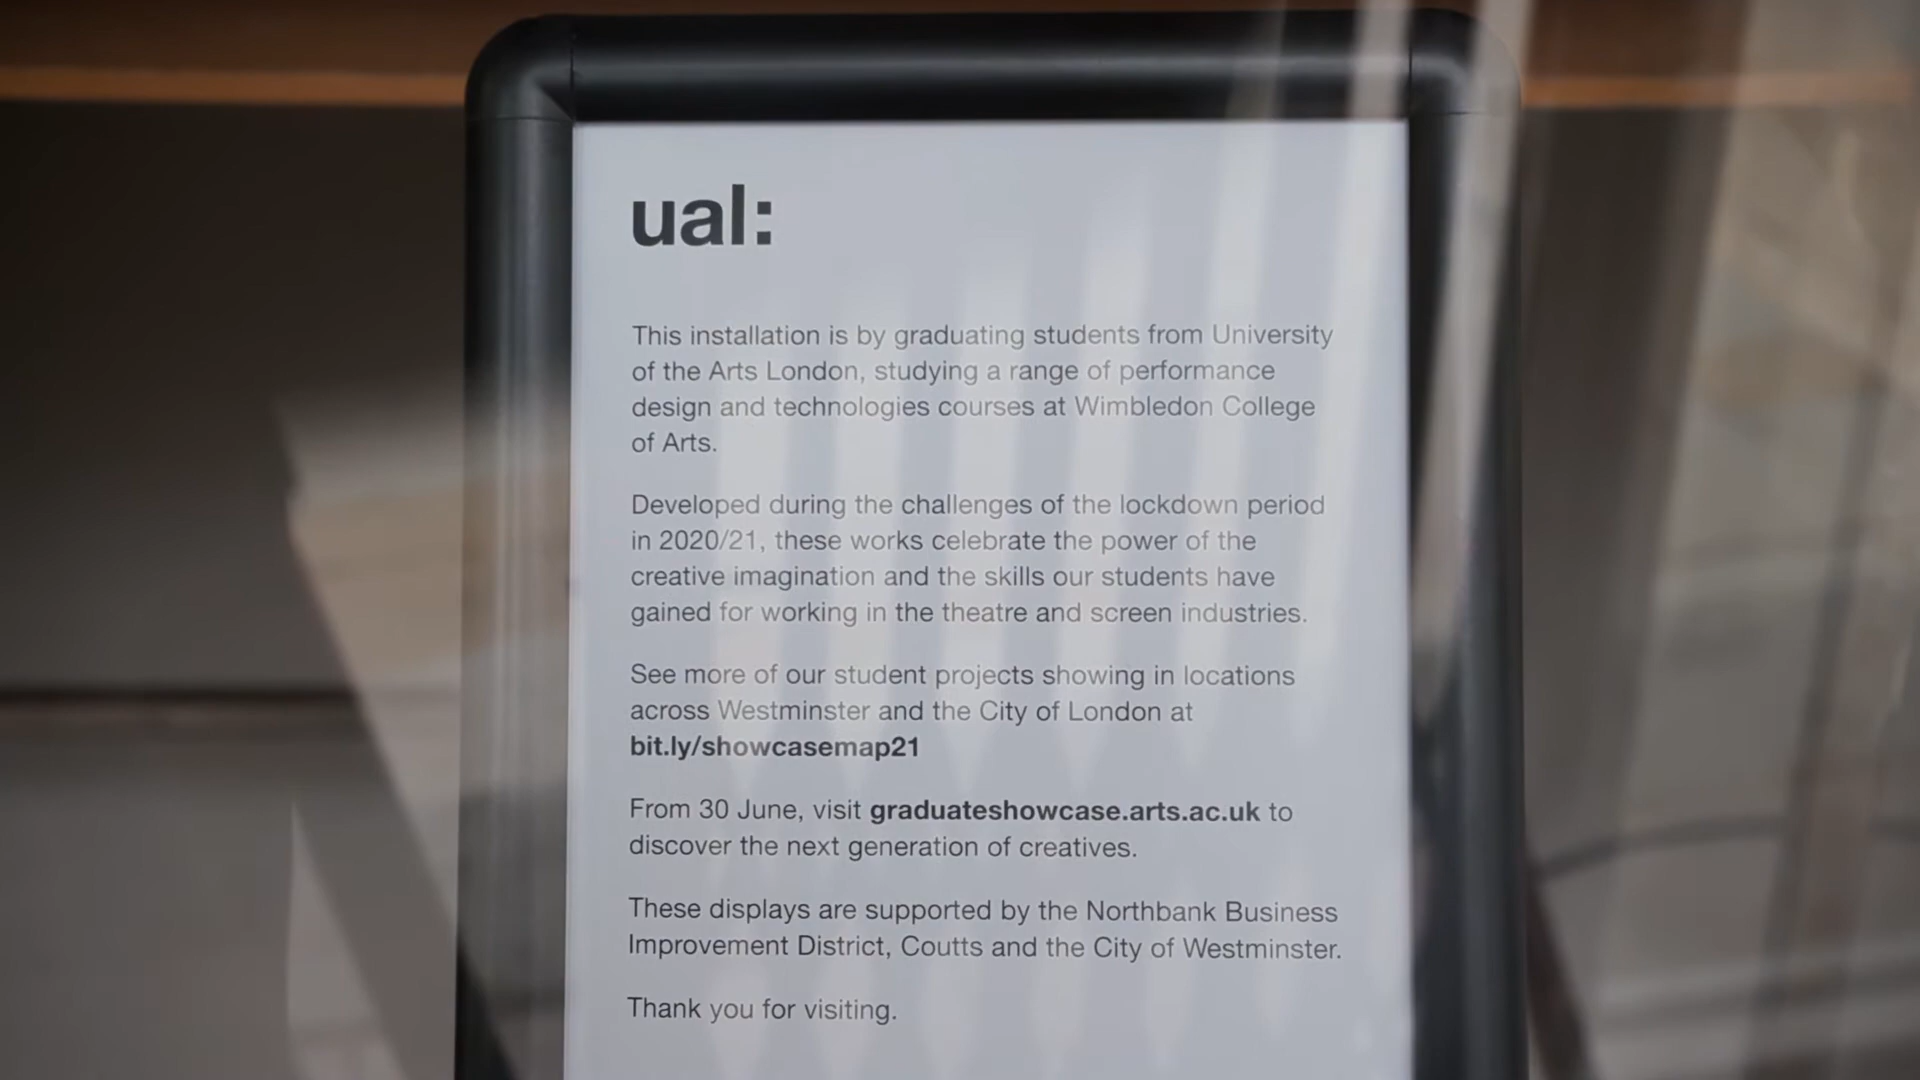 ual:
This installation is by graduating students from University
of the Arts London, studying a range of performance
design and technologies courses at Wimbledon College
of Arts.
Developed during the challenges of the lockdown period
in 2020/21, these works celebrate the power of the
creative imagination and the skills our students have
gained for working in the theatre and screen industries.
See more of our student projects showing in locations
across Westminster and the City of London at
bit.ly/showcasemap21
From 30 June, visit graduateshowcase.arts.ac.uk to
discover the next generation of creatives.
These displays are supported by the Northbank Business
Improvement District, Coutts and the City of Westminster.
Thank you for visiting.